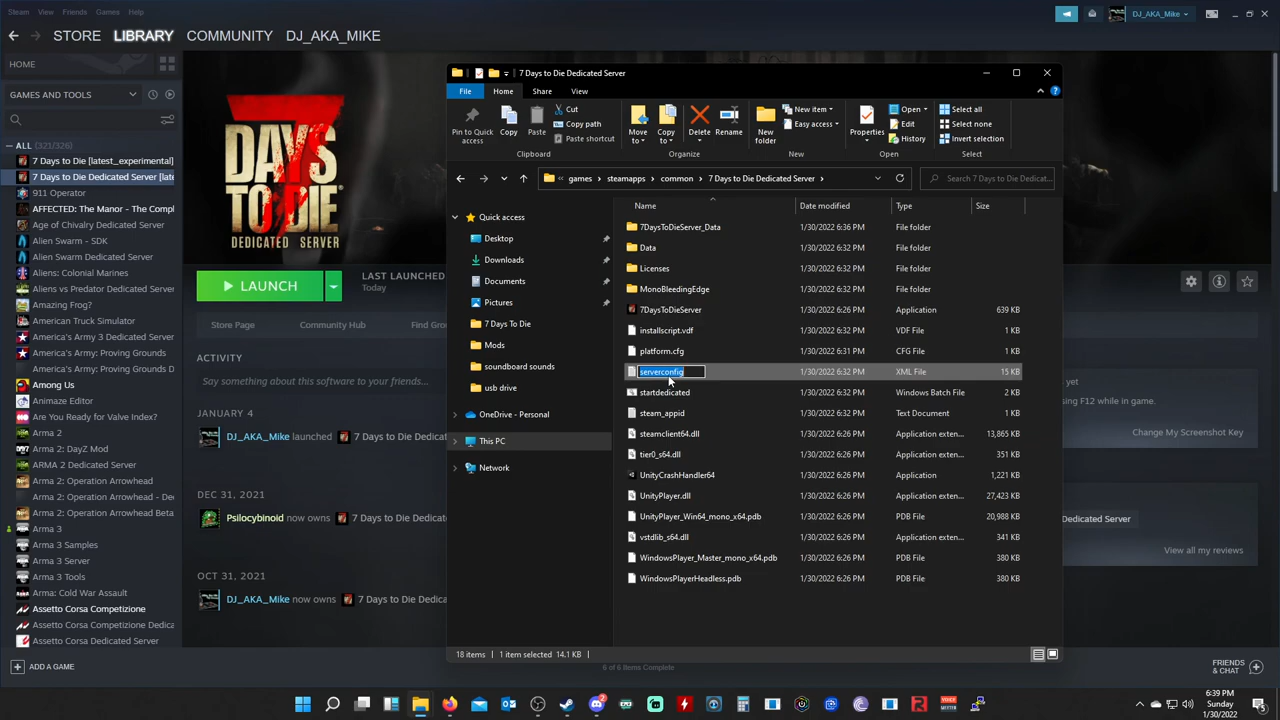 Steam View Friends Games Help
DJ_AKA_Mike
STORE LIBRARY COMMUNITY DJ_AKA_MIKE
HOME
GAMES AND TOOLS
ALL (321/326)
7 Days to Die [latest_experimental]
7 Days to Die Dedicated Server [late
911 Operator
AFFECTED: The Manor - The Compl
Age of Chivalry Dedicated Server
Alien Swarm - SDK
Alien Swarm Dedicated Server
Aliens: Colonial Marines
Aliens vs Predator Dedicated Server
Amazing Frog?
American Truck Simulator
America's Army 3 Dedicated Server
America's Army: Proving Grounds
America's Army: Proving Grounds
Among Us
Animaze Editor
Are You Ready for Valve Index?
Arma 2
Arma 2: DayZ Mod
ARMA 2 Dedicated Server
Arma 2: Operation Arrowhead
Arma 2: Operation Arrowhead - De
Arma 2: Operation Arrowhead Beta
Arma 3
Arma 3 Samples
Arma 3 Server
Arma 3 Tools
Arma: Cold War Assault
Assetto Corsa Competizione
Assetto Corsa Competizione Dedica
Assetto Corsa Dedicated Server
ADD A GAME
7 DAYS
TO DIE
DEDICATED SERVER
LAUNCH
LAST LAUNCHED
Today
Store Page Community Hub Find Gro
ACTIVITY
Say something about this software to your friends...
JANUARY 4
DJ_AKA_Mike launched 7 Days to Die Dedicat
DEC 31, 2021
Psilocybinoid now owns 7 Days to Die Dedicat
OCT 31, 2021
DJ_AKA_Mike now owns 7 Days to Die Dedicat
yet
pressing F12 while in game.
Change My Screenshot Key
Dedicated Server
View all my reviews
6 of 6 Items Complete
FRIENDS
& CHAT
7 Days to Die Dedicated Server
File Home Share View
Pin to Quick
access
Copy
Paste
Cut
Copy path
Paste shortcut
Clipboard
Move
to
Copy
to
Delete
Rename
Organize
New
folder
New item
Easy access
New
Properties
Open
Edit
History
Open
Select all
Select none
Invert selection
Select
« games > steamapps > common > 7 Days to Die Dedicated Server >
Search 7 Days to Die Dedicated...
Quick access
Desktop
Downloads
Documents
Pictures
7 Days To Die
Mods
soundboard sounds
usb drive
OneDrive - Personal
This PC
Network
Name Date modified Type Size
7DaysToDieServer_Data 1/30/2022 6:36 PM File folder
Data 1/30/2022 6:32 PM File folder
Licenses 1/30/2022 6:32 PM File folder
MonoBleedingEdge 1/30/2022 6:32 PM File folder
7DaysToDieServer 1/30/2022 6:32 PM Application 639 KB
installscript.vdf 1/30/2022 6:32 PM VDF File 1 KB
platform.cfg 1/30/2022 6:31 PM CFG File 1 KB
serverconfig 1/30/2022 6:32 PM XML File 15 KB
startdedicated 1/30/2022 6:32 PM Windows Batch File 2 KB
steam_appid 1/30/2022 6:32 PM Text Document 1 KB
steamclient64.dll 1/30/2022 6:32 PM Application exten... 13,865 KB
tier0_s64.dll 1/30/2022 6:26 PM Application exten... 361 KB
UnityCrashHandler64 1/30/2022 6:26 PM Application 1,221 KB
UnityPlayer.dll 1/30/2022 6:26 PM Application exten... 27,423 KB
UnityPlayer_Win64_mono_x64.pdb 1/30/2022 6:26 PM PDB File 20,988 KB
vstdlib_s64.dll 1/30/2022 6:26 PM Application exten... 341 KB
WindowsPlayer_Master_mono_x64.pdb 1/30/2022 6:26 PM PDB File 380 KB
WindowsPlayerHeadless.pdb 1/30/2022 6:26 PM PDB File 380 KB
18 items 1 item selected 14.1 KB
6:39 PM
Sunday
1/30/2022